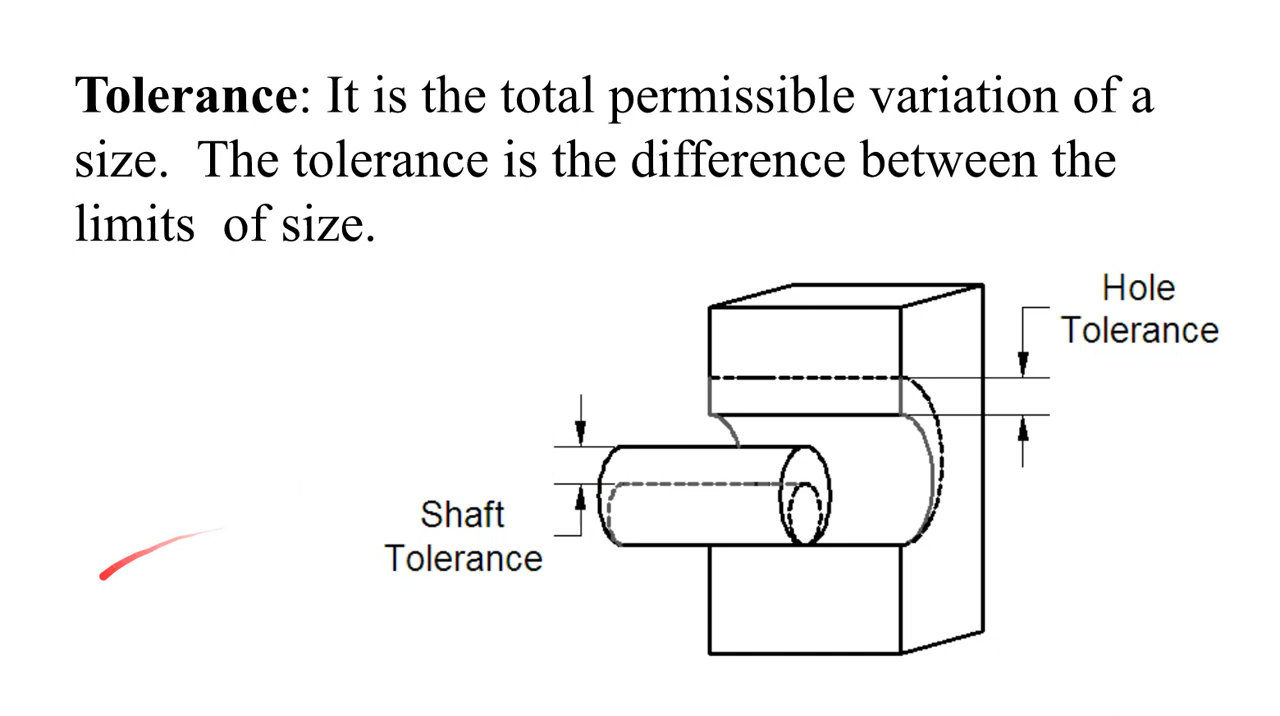 Tolerance: It is the total permissible variation of a
size.  The tolerance is the difference between the
limits  of size.
Hole
Tolerance
Shaft
Tolerance